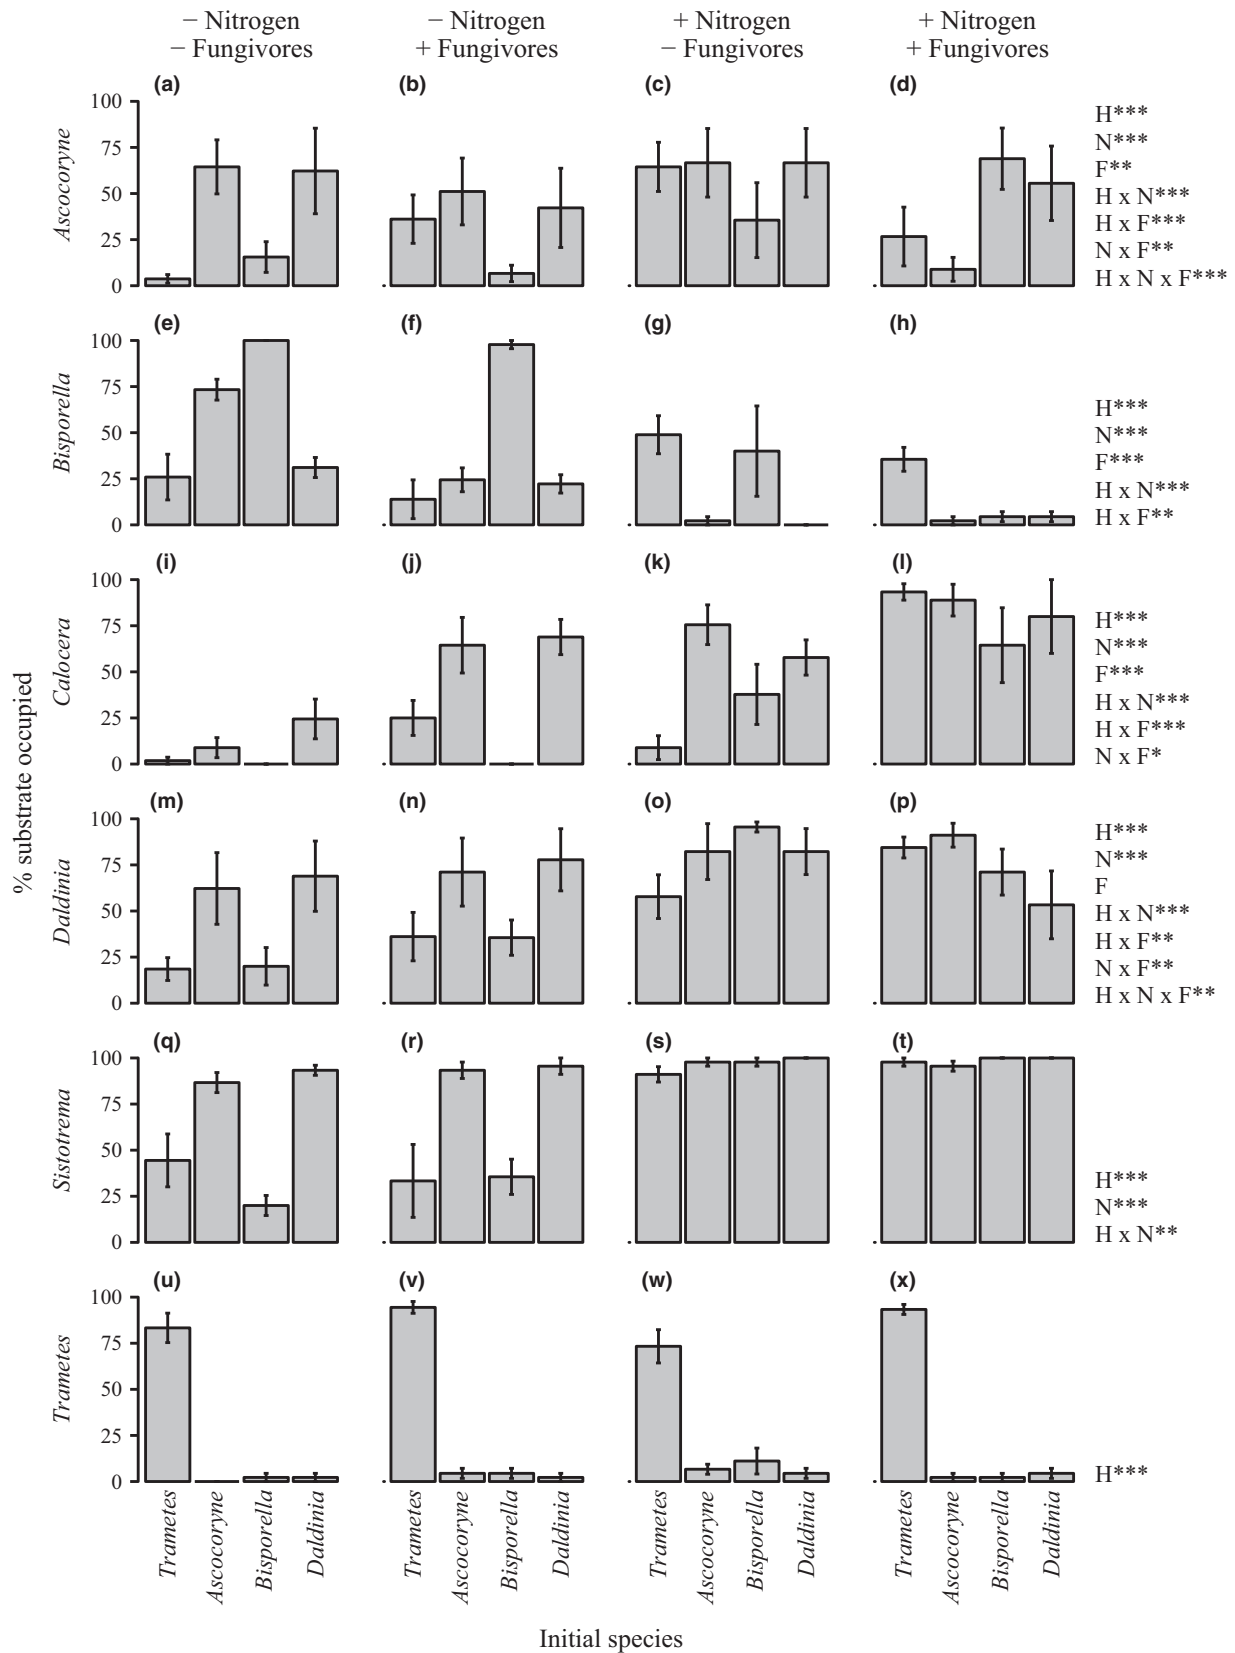 − Nitrogen
− Fungivores
− Nitrogen
+ Fungivores
+ Nitrogen
− Fungivores
+ Nitrogen
+ Fungivores
% substrate occupied
Ascocoryne
(a)
(b)
(c)
(d)
100
75
50
25
0
H***
N***
F**
H x N***
H x F***
N x F**
H x N x F***
Bisporella
(e)
(f)
(g)
(h)
100
75
50
25
0
H***
N***
F***
H x N***
H x F**
Calocera
(i)
(j)
(k)
(l)
100
75
50
25
0
H***
N***
F***
H x N***
H x F***
N x F*
Daldinia
(m)
(n)
(o)
(p)
100
75
50
25
0
H***
N***
F
H x N***
H x F**
N x F**
H x N x F**
Sistotrema
(q)
(r)
(s)
(t)
100
75
50
25
0
H***
N***
H x N**
Trametes
(u)
(v)
(w)
(x)
100
75
50
25
0
H***
Trametes
Ascocoryne
Bisporella
Daldinia
Trametes
Ascocoryne
Bisporella
Daldinia
Trametes
Ascocoryne
Bisporella
Daldinia
Trametes
Ascocoryne
Bisporella
Daldinia
Initial species